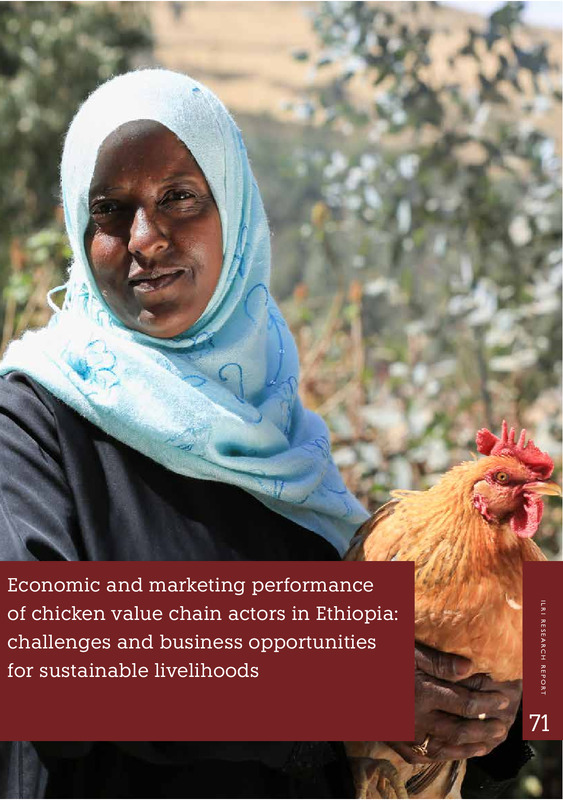 Economic and marketing performance
of chicken value chain actors in Ethiopia:
challenges and business opportunities
for sustainable livelihoods
ILRI RESEARCH REPORT
71